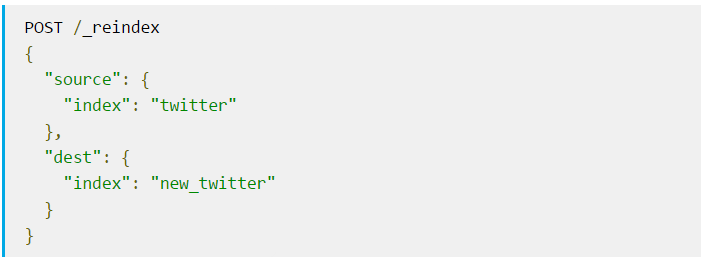 POST /_reindex
{
  "source": {
    "index": "twitter"
  },
  "dest": {
    "index": "new_twitter"
  }
}